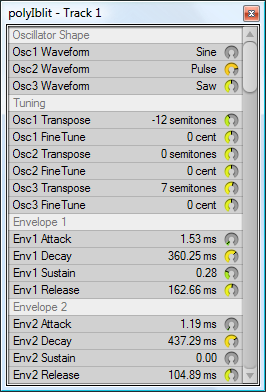 polyIblit - Track 1
Oscillator Shape
Osc1 Waveform Sine
Osc2 Waveform Pulse
Osc3 Waveform Saw
Tuning
Osc1 Transpose -12 semitones
Osc1 FineTune 0 cent
Osc2 Transpose 0 semitones
Osc2 FineTune 0 cent
Osc3 Transpose 7 semitones
Osc3 FineTune 0 cent
Envelope 1
Env1 Attack 1.53 ms
Env1 Decay 360.25 ms
Env1 Sustain 0.28
Env1 Release 162.66 ms
Envelope 2
Env2 Attack 1.19 ms
Env2 Decay 437.29 ms
Env2 Sustain 0.00
Env2 Release 104.89 ms